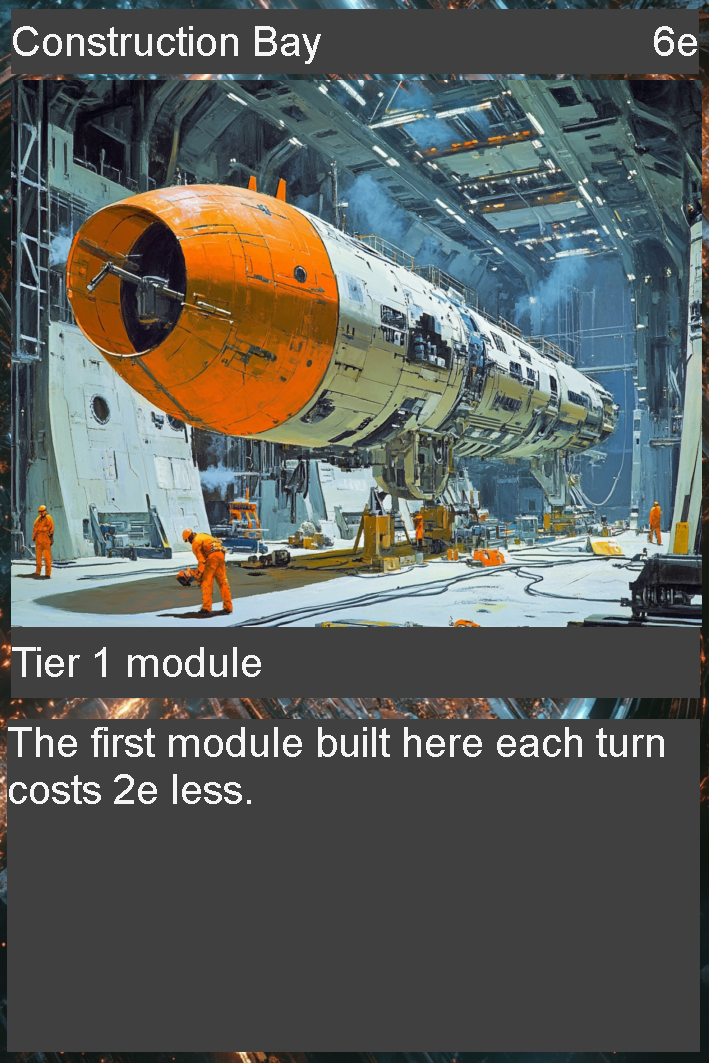 Construction Bay 6e
Tier 1 module
The first module built here each turn
costs 2e less.